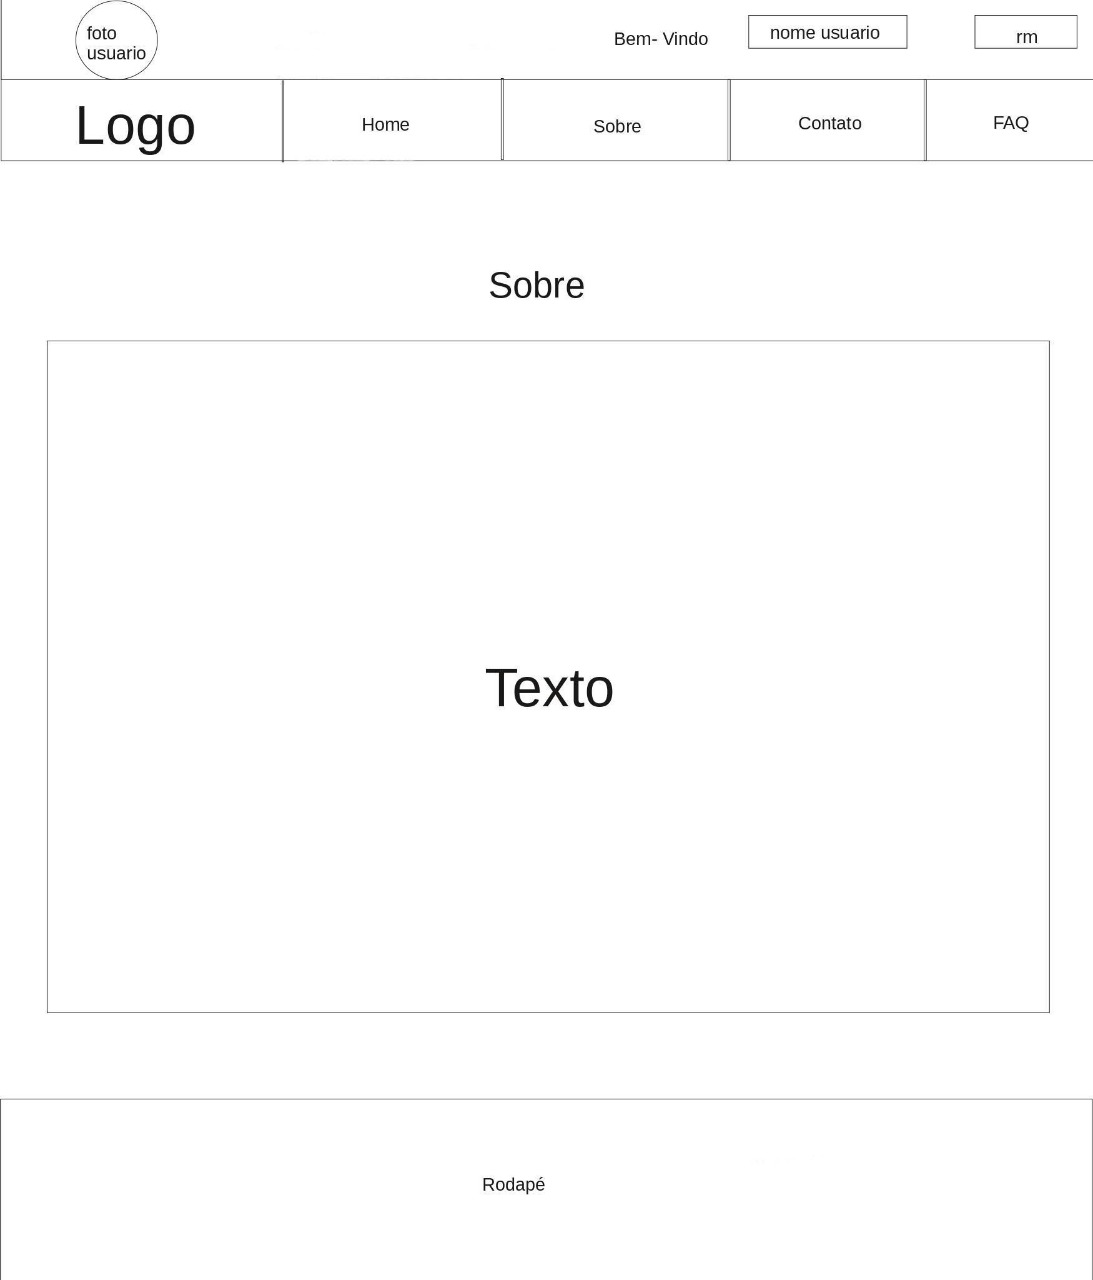 foto
usuario
Bem- Vindo
nome usuario
rm
Logo
Home
Sobre
Contato
FAQ
Sobre
Texto
Rodapé